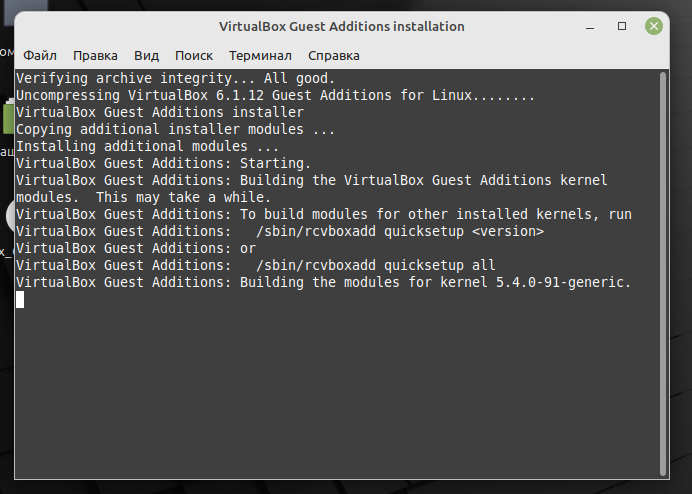 VirtualBox Guest Additions installation
Файл Правка Вид Поиск Терминал Справка
Verifying archive integrity... All good.
Uncompressing VirtualBox 6.1.12 Guest Additions for Linux........
VirtualBox Guest Additions installer
Copying additional installer modules ...
Installing additional modules ...
VirtualBox Guest Additions: Starting.
VirtualBox Guest Additions: Building the VirtualBox Guest Additions kernel
modules.  This may take a while.
VirtualBox Guest Additions: To build modules for other installed kernels, run
VirtualBox Guest Additions:   /sbin/rcvboxadd quicksetup <version>
VirtualBox Guest Additions: or
VirtualBox Guest Additions:   /sbin/rcvboxadd quicksetup all
VirtualBox Guest Additions: Building the modules for kernel 5.4.0-91-generic.